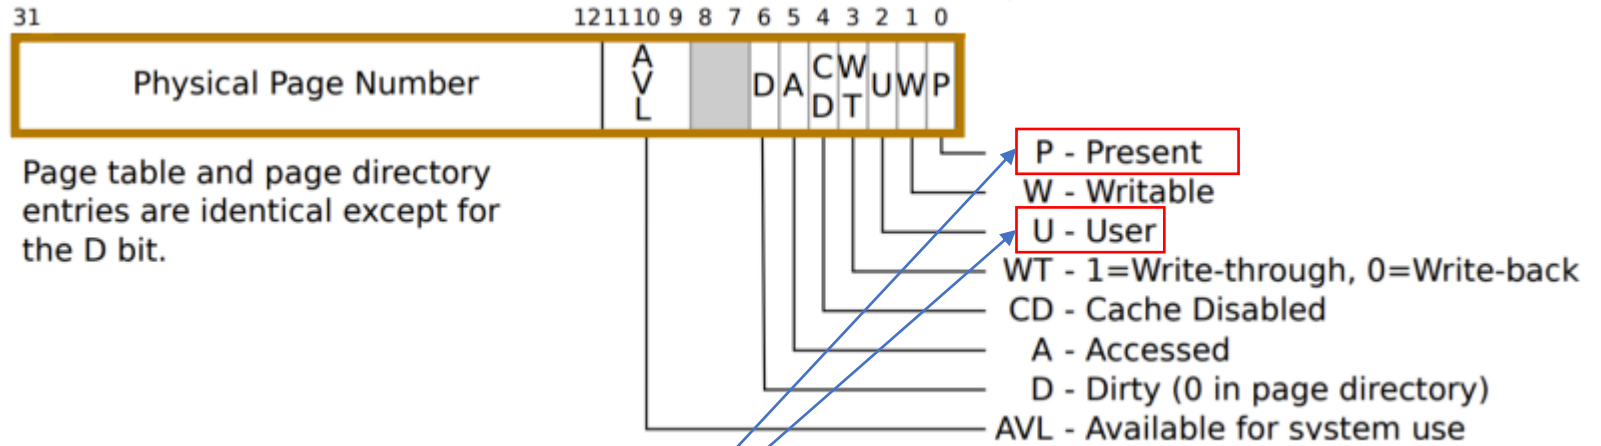 31 12 11 10 9 8 7 6 5 4 3 2 1 0
Physical Page Number
A
V
L
D A C
D W
T U W P
Page table and page directory
entries are identical except for
the D bit.
P - Present
W - Writable
U - User
WT - 1=Write-through, 0=Write-back
CD - Cache Disabled
A - Accessed
D - Dirty (0 in page directory)
AVL - Available for system use